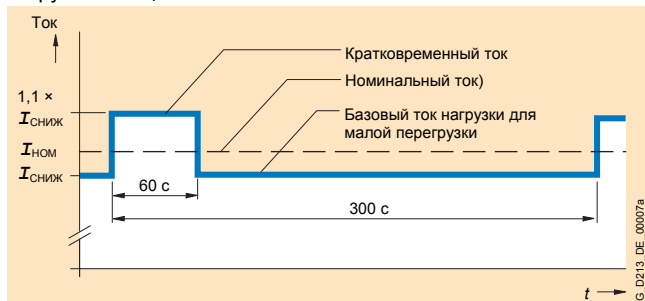 Ток
Кратковременный ток
Номинальный ток)
1,1 ×
IСНИЖ
Базовый ток нагрузки для
малой перегрузки
IНОМ
IСНИЖ
60 с
300 с
t
G_D213_DE_00007a